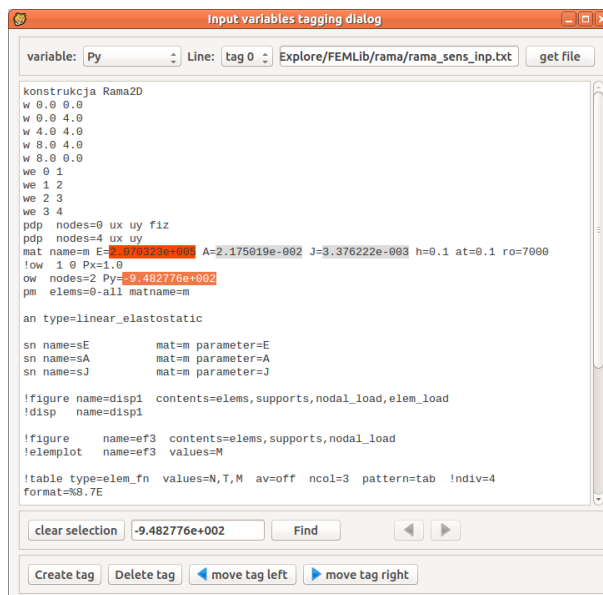 Input variables tagging dialog
variable: Py Line: tag 0 Explore/FEMLib/rama/rama_sens_inp.txt get file
konstrukcja Rama2D
w 0.0 0.0
w 0.0 4.0
w 4.0 4.0
w 8.0 4.0
w 8.0 0.0
we 0 1
we 1 2
we 2 3
we 3 4
pdp  nodes=0 ux uy fiz
pdp  nodes=4 ux uy
mat name=m E=2.070323e+005 A=2.175019e-002 J=3.376222e-003 h=0.1 at=0.1 ro=7000
!ow  1 0 Px=1.0
ow  nodes=2 Py=-9.482776e+002
pm  elems=0-all matname=m
an type=linear_elastostatic
sn name=sE          mat=m parameter=E
sn name=sA          mat=m parameter=A
sn name=sJ          mat=m parameter=J
!figure name=disp1  contents=elems,supports,nodal_load,elem_load
!disp   name=disp1
!figure     name=ef3  contents=elems,supports,nodal_load
!elemplot   name=ef3  values=M
!table type=elem_fn  values=N,T,M  av=off  ncol=3  pattern=tab  !ndiv=4
format=%8.7E
clear selection -9.482776e+002 Find
Create tag Delete tag move tag left move tag right